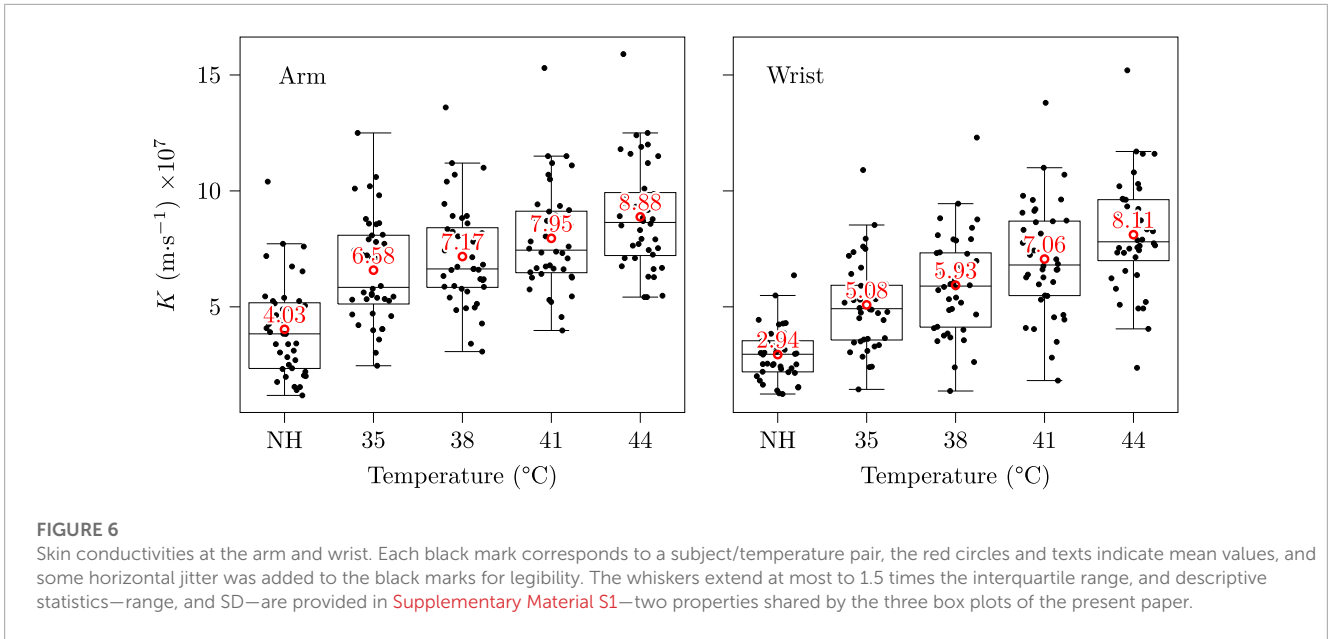 Arm
Wrist
15
10
5
K (m·s⁻¹) ×10⁷
4.03
6.58
7.17
7.95
8.88
2.94
5.08
5.93
7.06
8.11
NH 35 38 41 44
NH 35 38 41 44
Temperature (°C)
Temperature (°C)
FIGURE 6
Skin conductivities at the arm and wrist. Each black mark corresponds to a subject/temperature pair, the red circles and texts indicate mean values, and
some horizontal jitter was added to the black marks for legibility. The whiskers extend at most to 1.5 times the interquartile range, and descriptive
statistics—range, and SD—are provided in Supplementary Material S1—two properties shared by the three box plots of the present paper.